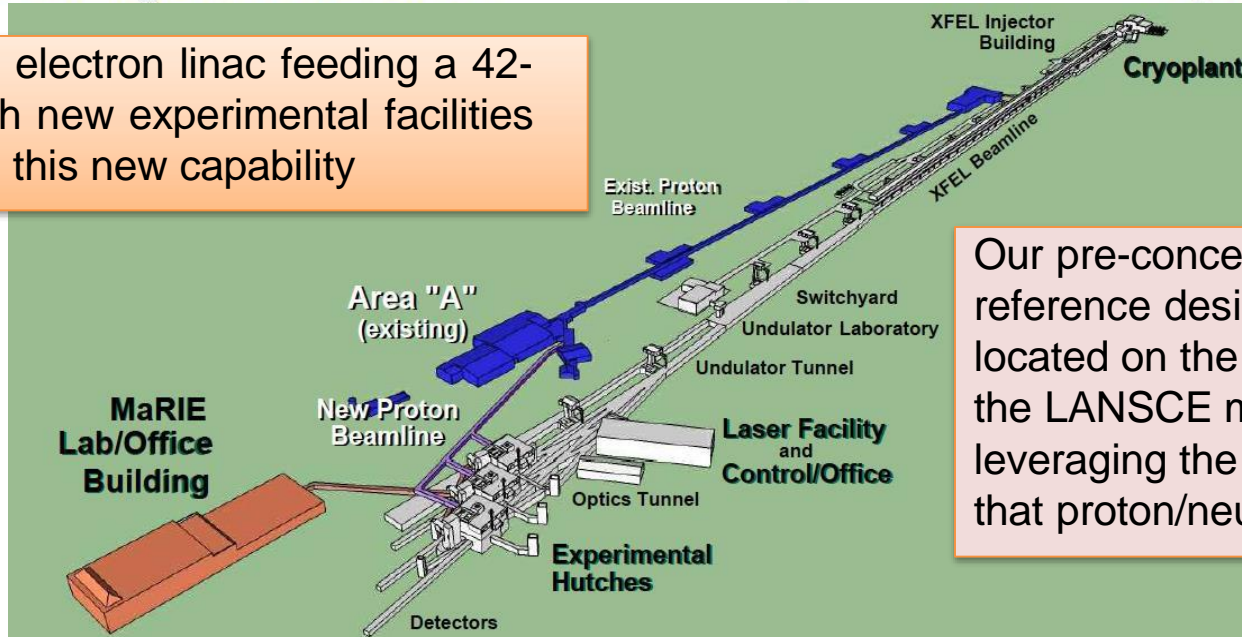 electron linac feeding a 42-
new experimental facilities
this new capability
XFEL Injector
Building
Cryoplant
XFEL Beamline
Exist. Proton
Beamline
Area "A"
(existing)
Switchyard
Undulator Laboratory
Undulator Tunnel
New Proton
Beamline
MaRIE
Lab/Office
Building
Laser Facility
and
Control/Office
Optics Tunnel
Experimental
Hutches
Detectors
Our pre-conce
reference desi
located on the
the LANSCE m
leveraging the
that proton/neu